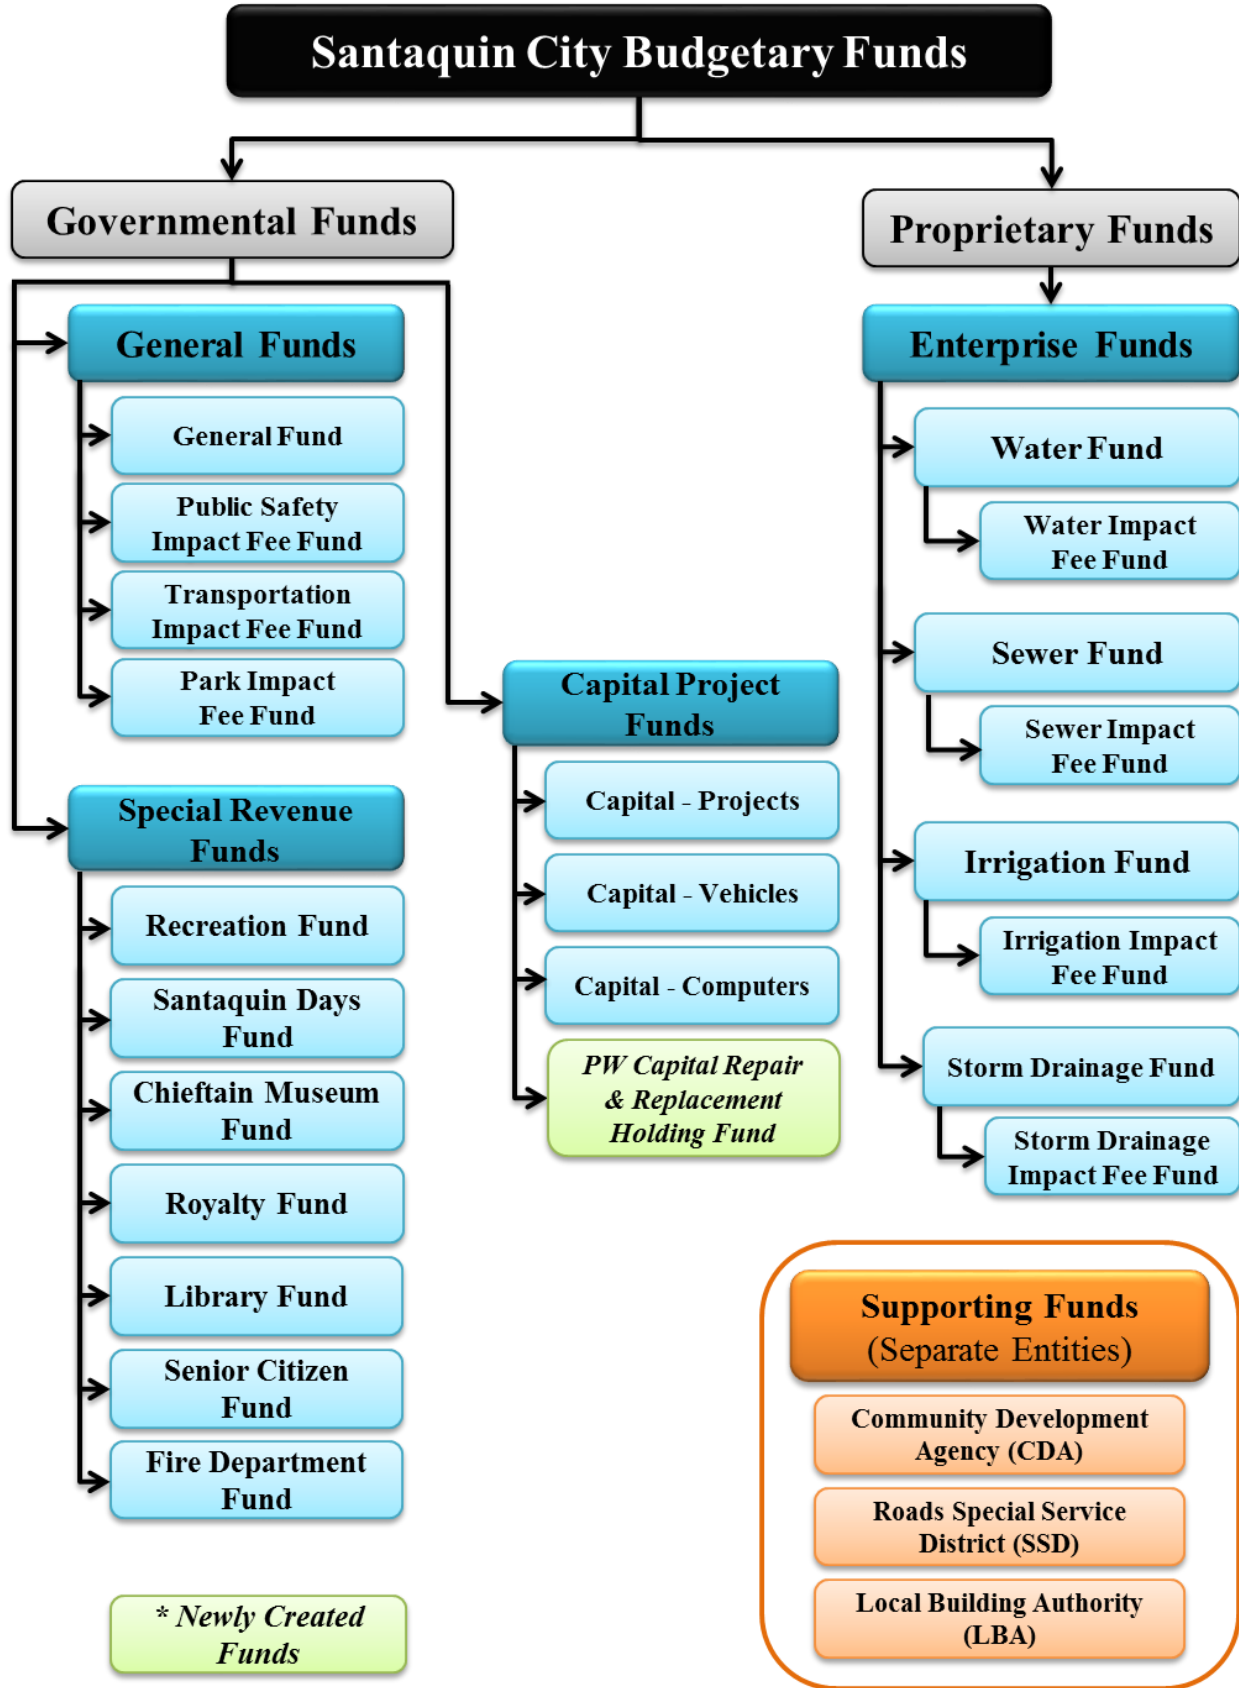 Santaquin City Budgetary Funds
Governmental Funds
General Funds
General Fund
Public Safety
Impact Fee Fund
Transportation
Impact Fee Fund
Park Impact
Fee Fund
Special Revenue
Funds
Recreation Fund
Santaquin Days
Fund
Chieftain Museum
Fund
Royalty Fund
Library Fund
Senior Citizen
Fund
Fire Department
Fund
* Newly Created
Funds
Capital Project
Funds
Capital - Projects
Capital - Vehicles
Capital - Computers
PW Capital Repair
& Replacement
Holding Fund
Proprietary Funds
Enterprise Funds
Water Fund
Water Impact
Fee Fund
Sewer Fund
Sewer Impact
Fee Fund
Irrigation Fund
Irrigation Impact
Fee Fund
Storm Drainage Fund
Storm Drainage
Impact Fee Fund
Supporting Funds
(Separate Entities)
Community Development
Agency (CDA)
Roads Special Service
District (SSD)
Local Building Authority
(LBA)